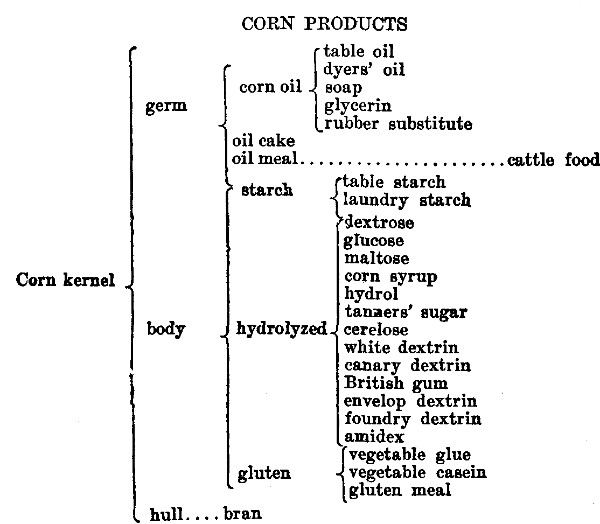 CORN PRODUCTS
table oil
dyers' oil
corn oil
soap
germ
glycerin
rubber substitute
oil cake
oil meal......................cattle food
table starch
starch
laundry starch
dextrose
glucose
maltose
Corn kernel
corn syrup
hydrol
tanners' sugar
body
hydrolyzed
cerelose
white dextrin
canary dextrin
British gum
envelop dextrin
foundry dextrin
amidex
vegetable glue
gluten
vegetable casein
gluten meal
hull....bran